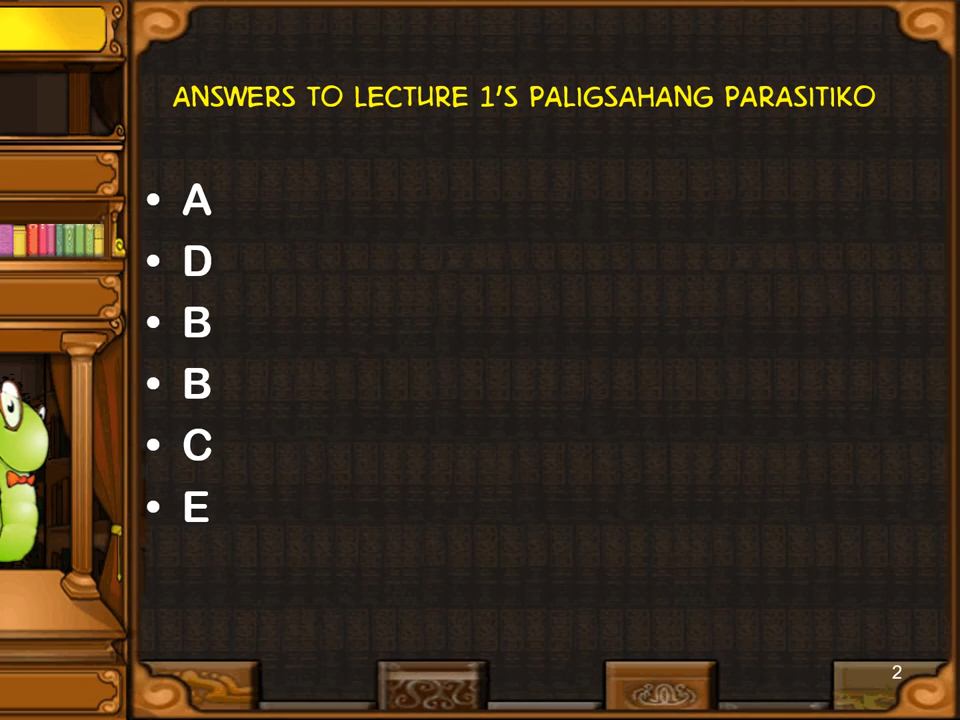 ANSWERS TO LECTURE 1'S PALIGSAHANG PARASITIKO
• A
• D
• B
• B
• C
• E
2